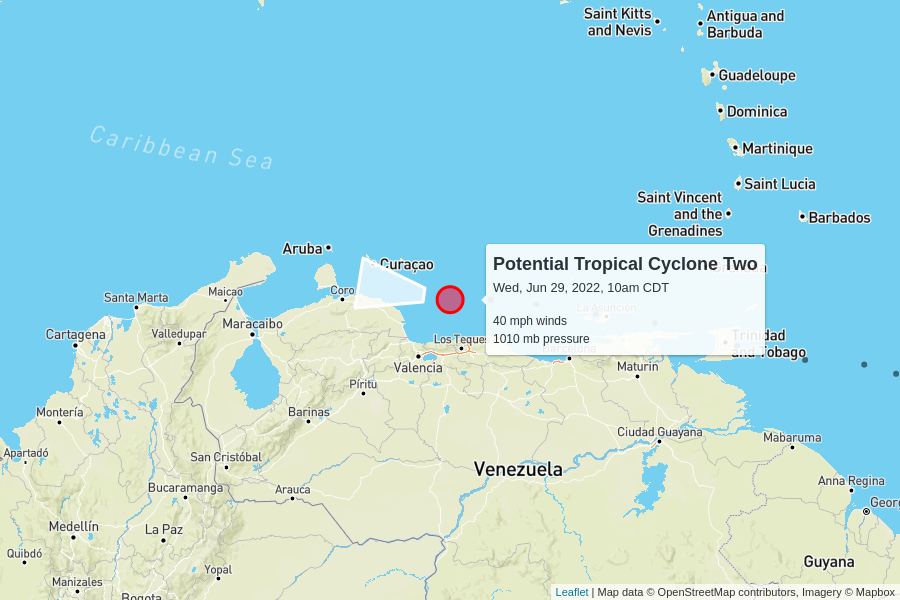 Saint Kitts
and Nevis
Antigua and
Barbuda
Guadeloupe
Dominica
Caribbean Sea
Martinique
Saint Lucia
Saint Vincent
and the
Grenadines
Barbados
Aruba
Curaçao
Potential Tropical Cyclone Two
Wed, Jun 29, 2022, 10am CDT
40 mph winds
1010 mb pressure
La Asunción
Coro
Santa Marta
Maicao
Cartagena
Valledupar
Maracaibo
Los Teques
Valencia
Trinidad
and Tobago
Maturín
Píritu
Barinas
Montería
Ciudad Guayana
Mabaruma
Apartadó
San Cristóbal
Venezuela
Bucaramanga
Arauca
Anna Regina
Geor
Medellín
La Paz
Quibdó
Yopal
Guyana
Manizales
Bogota
Leaflet | Map data © OpenStreetMap contributors, Imagery © Mapbox